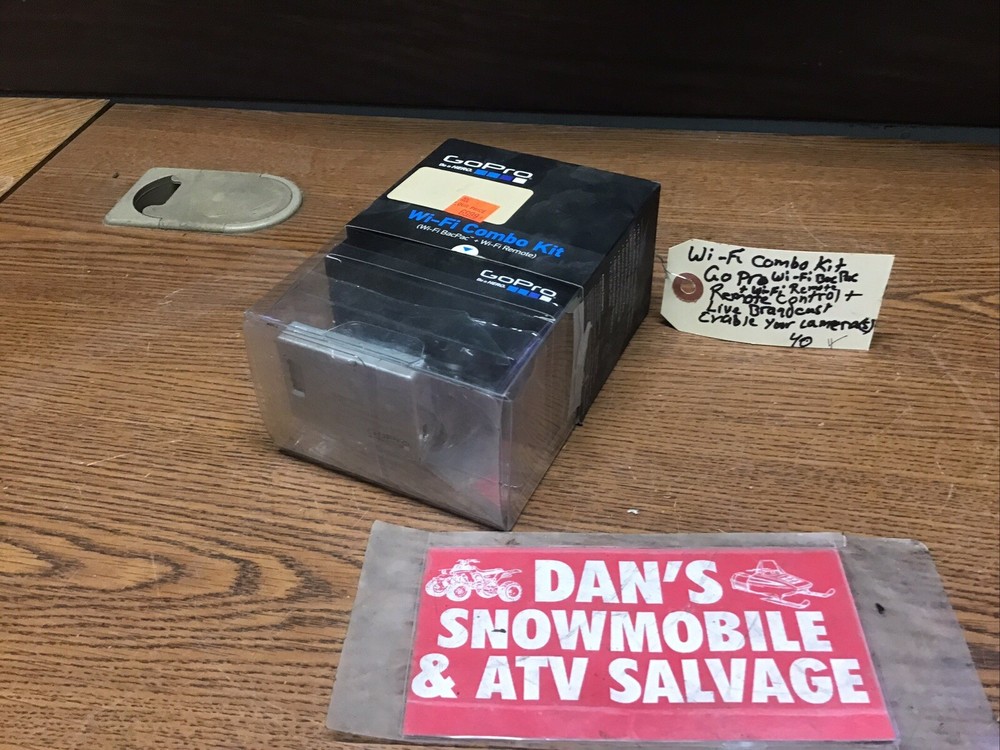 GoPro
Be a HERO.
Wi-Fi Combo Kit
(Wi-Fi BacPac™ + Wi-Fi Remote)
GoPro
Be a HERO.
Wi-Fi Combo Kit
Go Pro Wi-Fi BacPac
+ Wi-Fi Remote
Remote Control +
Live Broadcast
Enable your camera(s)
40
DAN'S
SNOWMOBILE
& ATV SALVAGE